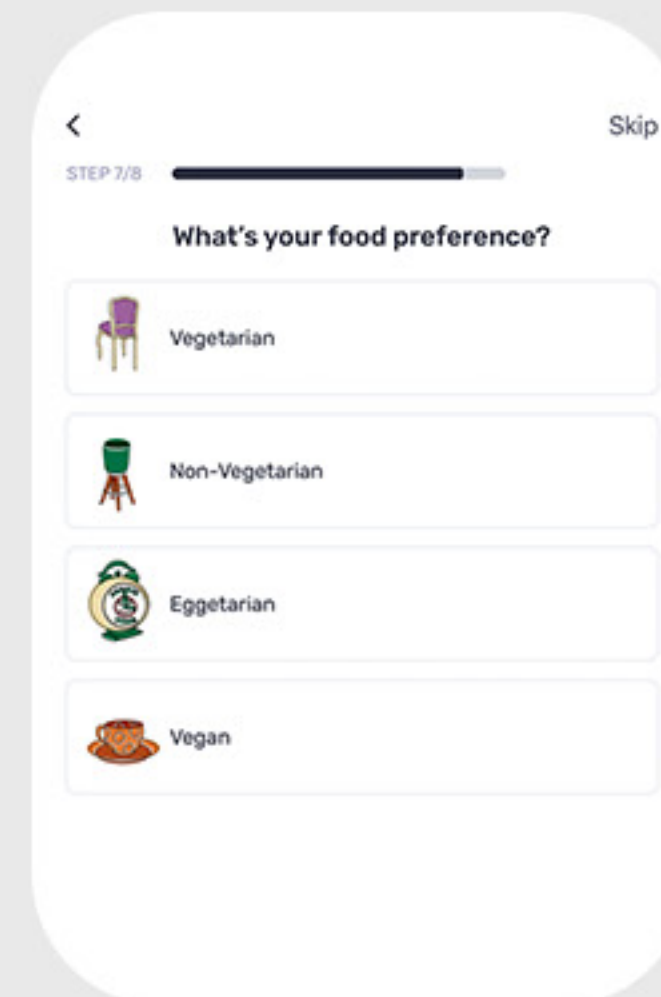 Skip
STEP 7/8
What's your food preference?
Vegetarian
Non-Vegetarian
Eggetarian
Vegan